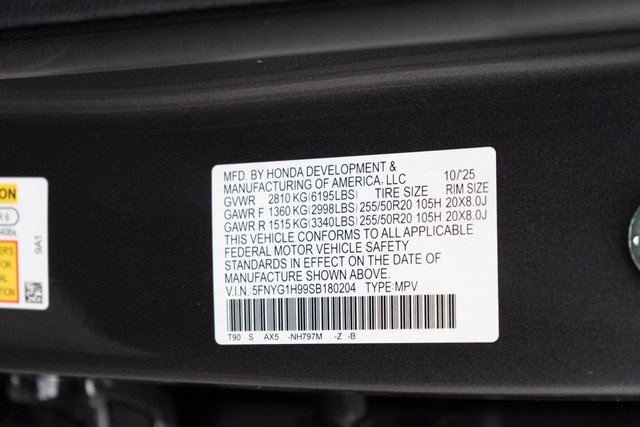 MFD. BY HONDA DEVELOPMENT & 10/'25
MANUFACTURING OF AMERICA, LLC
GVWR 2810 KG(6195LBS) TIRE SIZE RIM SIZE
GAWR F 1360 KG(2998LBS) 255/50R20 105H 20X8.0J
GAWR R 1515 KG(3340LBS) 255/50R20 105H 20X8.0J
THIS VEHICLE CONFORMS TO ALL APPLICABLE
FEDERAL MOTOR VEHICLE SAFETY
STANDARDS IN EFFECT ON THE DATE OF
MANUFACTURE SHOWN ABOVE.
V.I.N.:5FNYG1H99SB180204 TYPE:MPV
T90 S AX5 -NH797M -Z -B
9A1